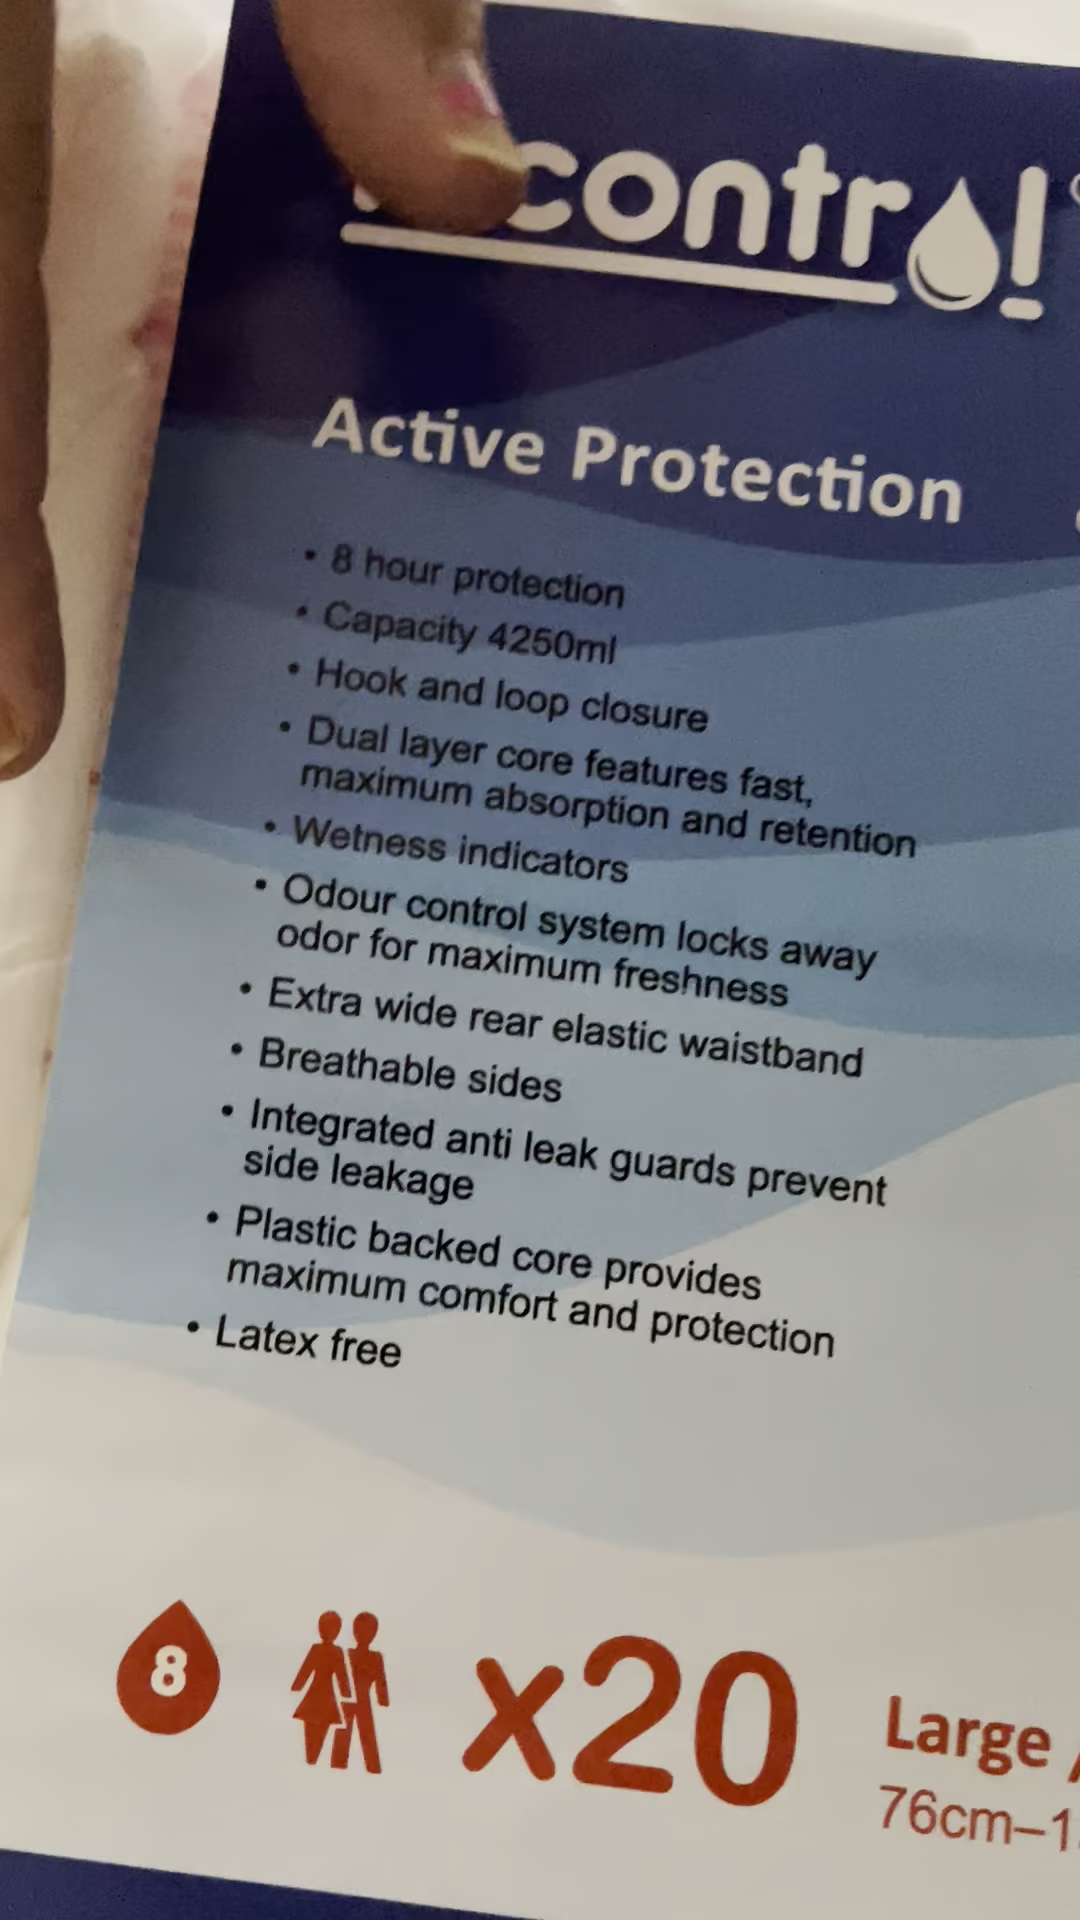 Active Protection
• 8 hour protection
• Capacity 4250ml
• Hook and loop closure
• Dual layer core features fast,
maximum absorption and retention
• Wetness indicators
• Odour control system locks away
odor for maximum freshness
• Extra wide rear elastic waistband
• Breathable sides
• Integrated anti leak guards prevent
side leakage
• Plastic backed core provides
maximum comfort and protection
• Latex free
8
x20
Large
76cm–1